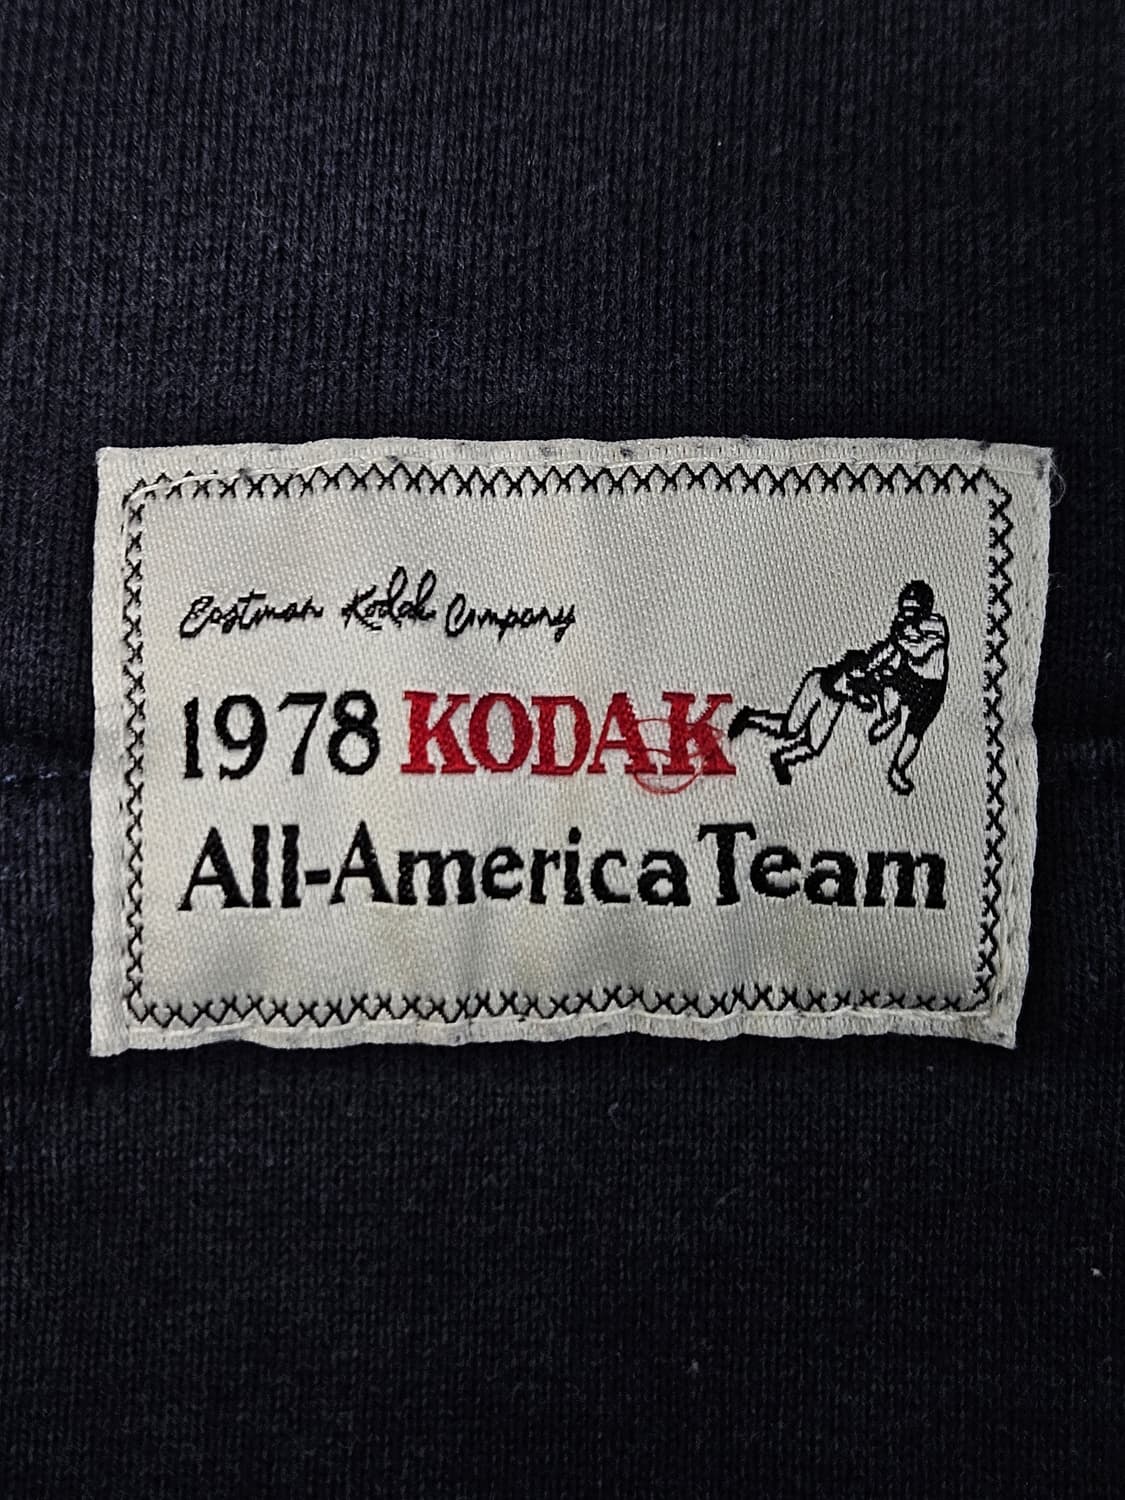 Eastman Kodak Company
1978 KODAK
All-America Team